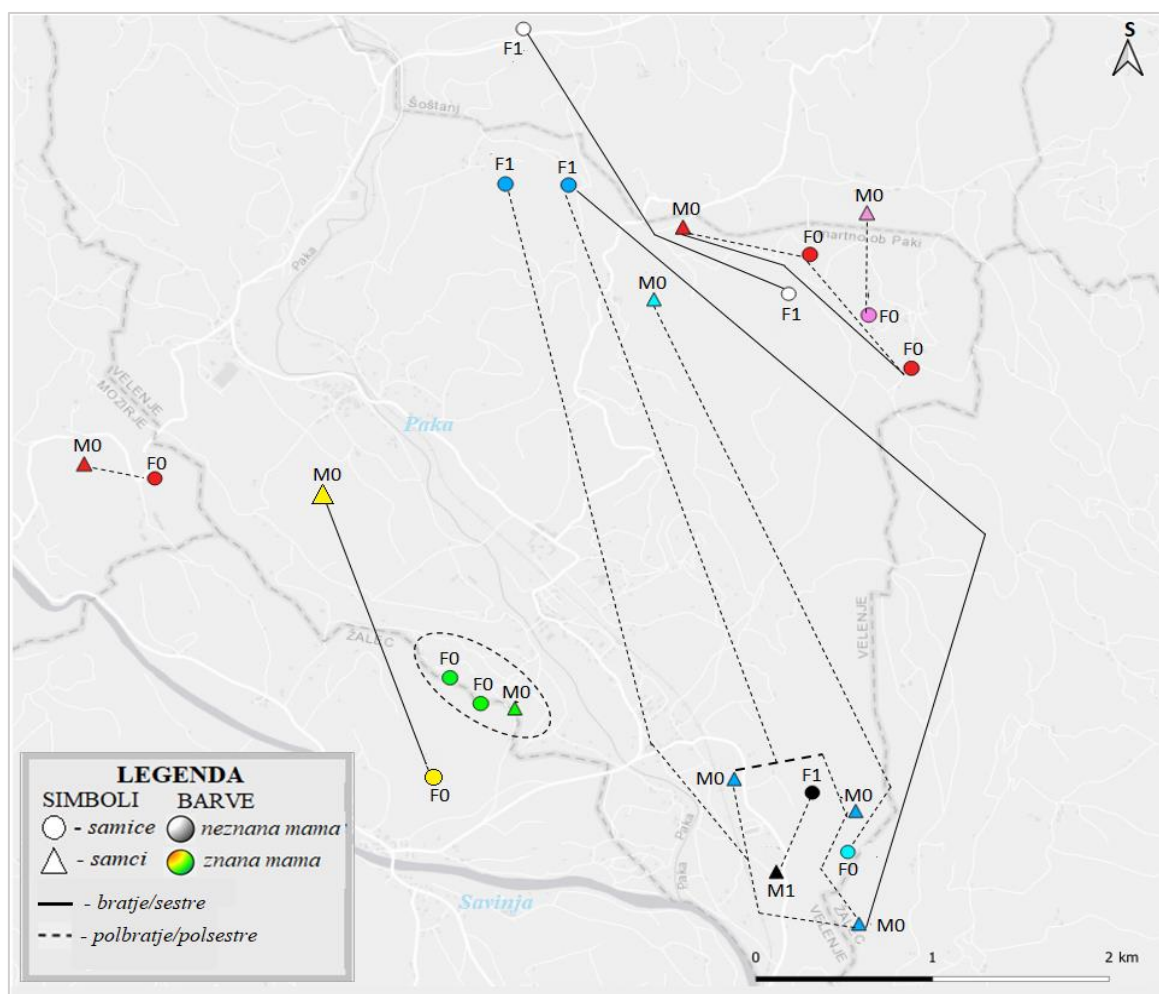 S
F1
Šoštanj
F1
F1
M0
M0
F0
martno ob Paki
M0
F1
F0
F0
Paka
VELENJE
MOZIRJE
Paka
M0
F0
M0
ŽALEC
F0
F0
M0
VELENJE
M0
F1
M0
F0
F0
M1
M0
ŽALEC
VELENJE
Paka
Paka
Savinja
LEGENDA
SIMBOLI BARVE
- samice neznana mama
- samci znana mama
- bratje/sestre
- polbratje/polsestre
0 1 2 km